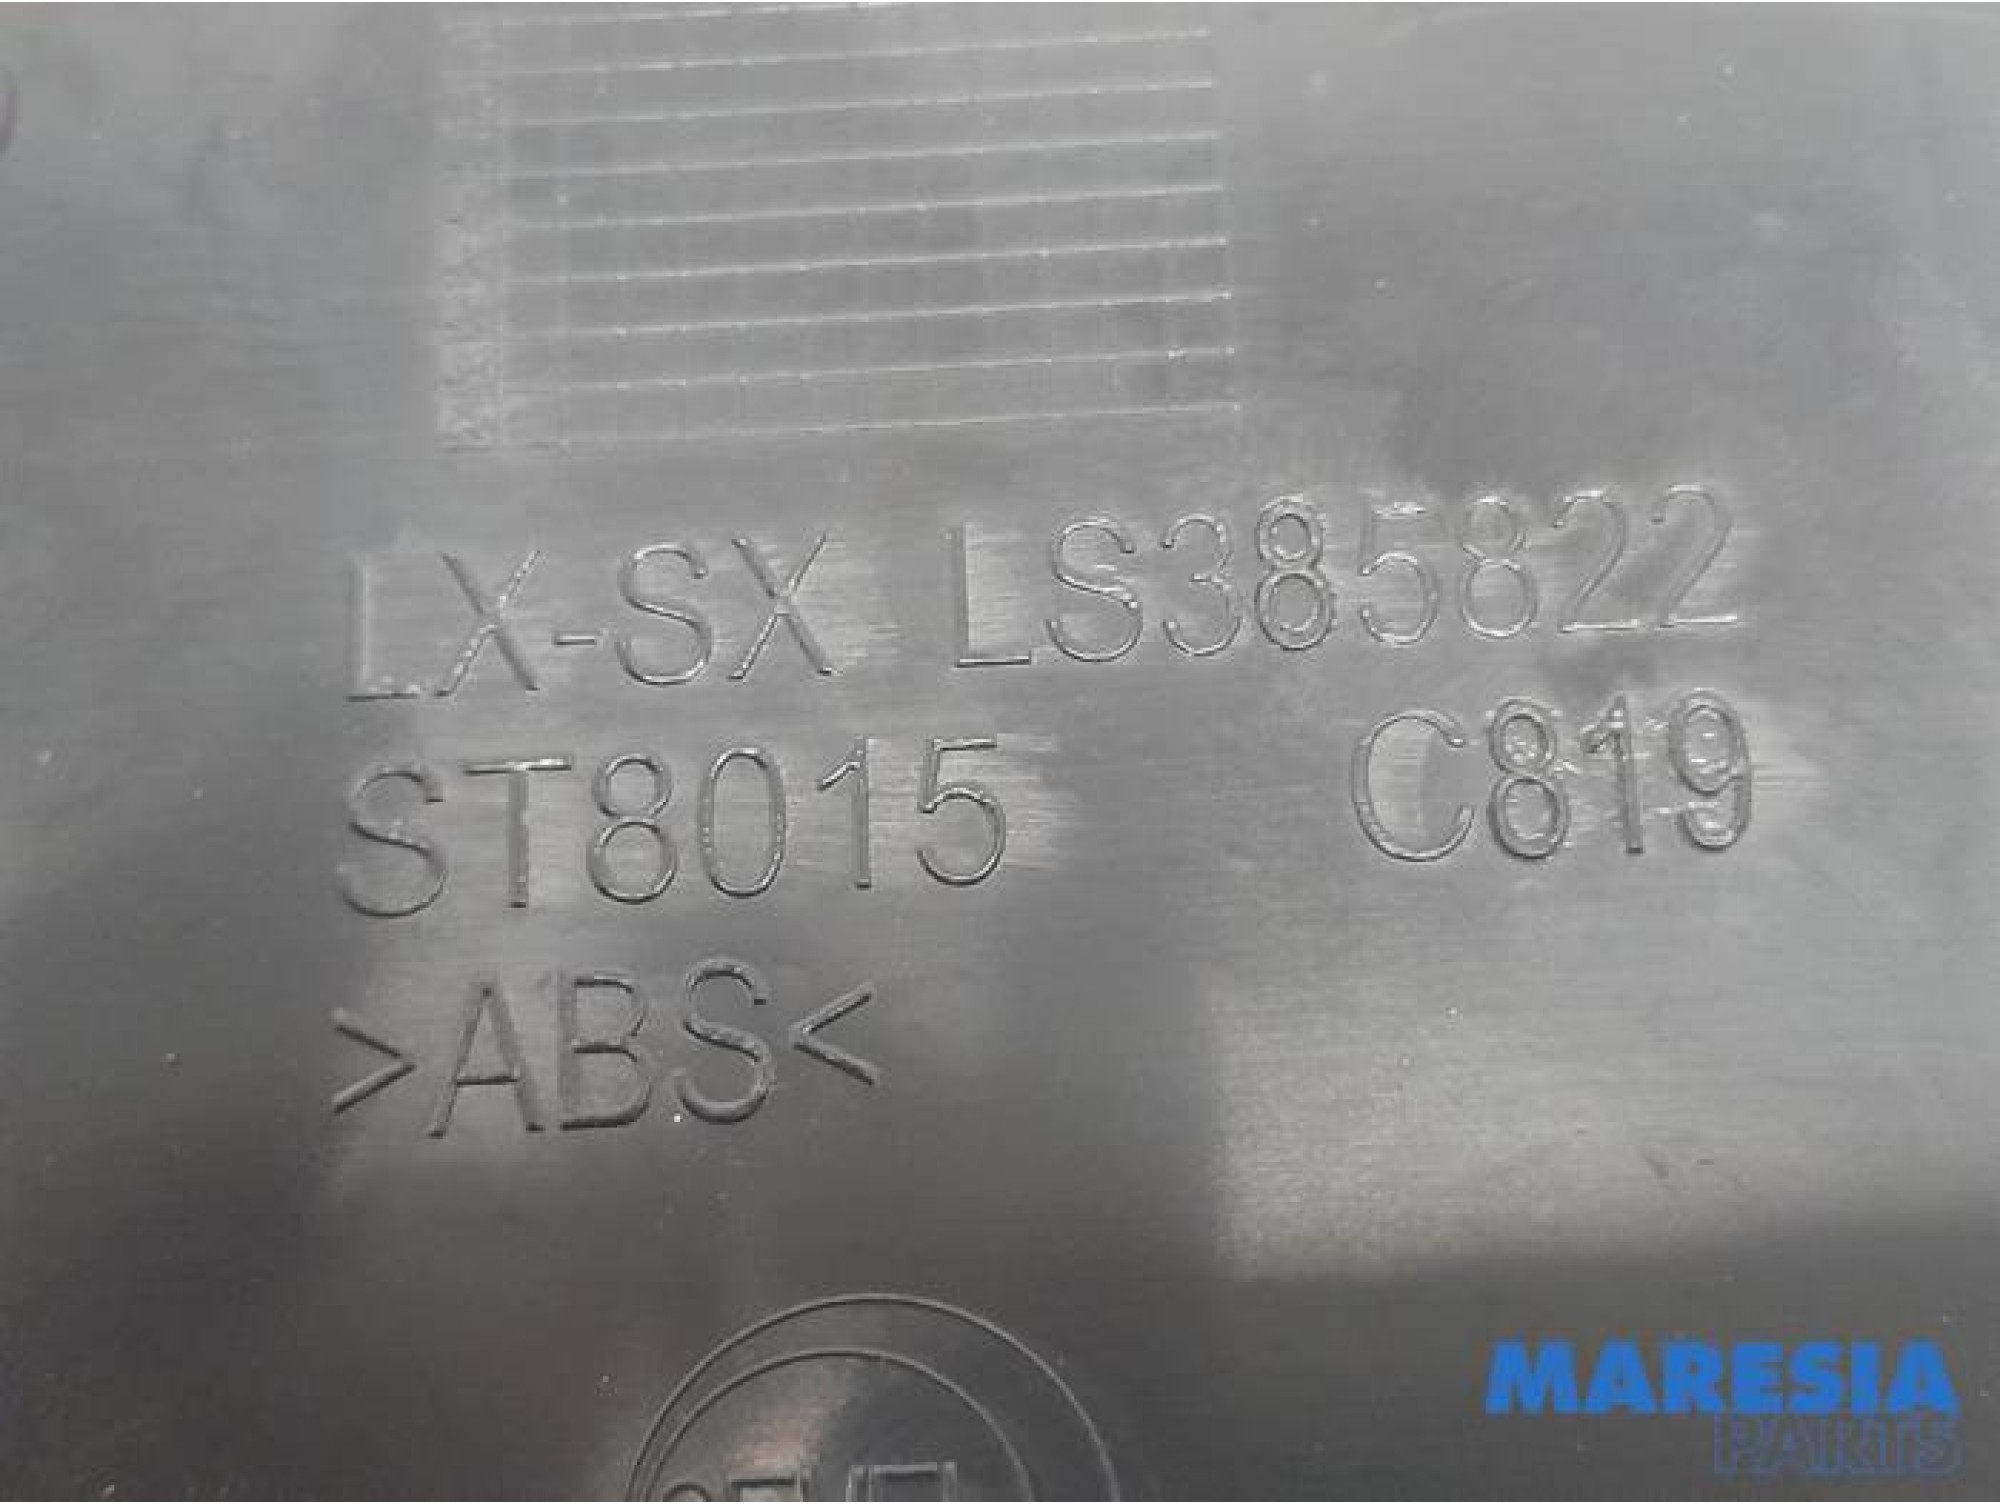 LX-SX LS385822
ST8015 C819
>ABS<
MARESIA
PARTS